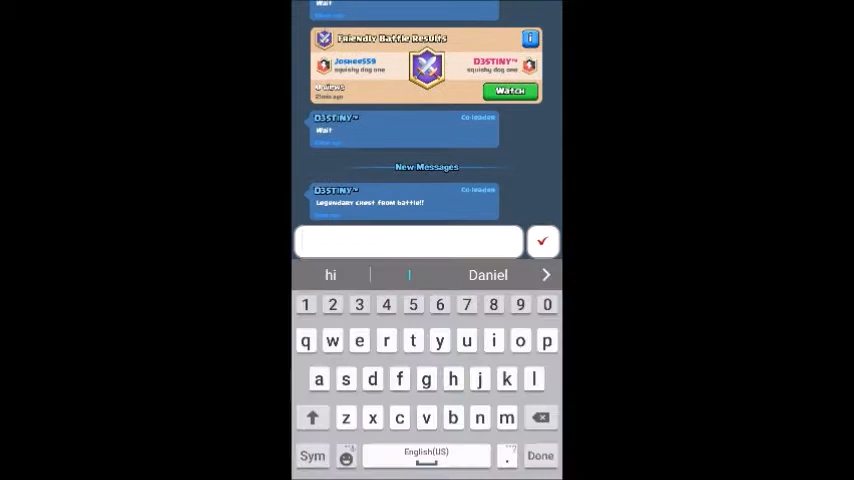 Wait
Friendly Battle Results
i
Joshee559
squishy dog one
D3STINY™
squishy dog one
Watch
D3STINY™
Co-leader
Wait
New Messages
D3STINY™
Co-leader
Legendary chest from battle!!
hi
I
Daniel
1 2 3 4 5 6 7 8 9 0
q w e r t y u i o p
a s d f g h j k l
z x c v b n m
Sym
English(US)
.
Done